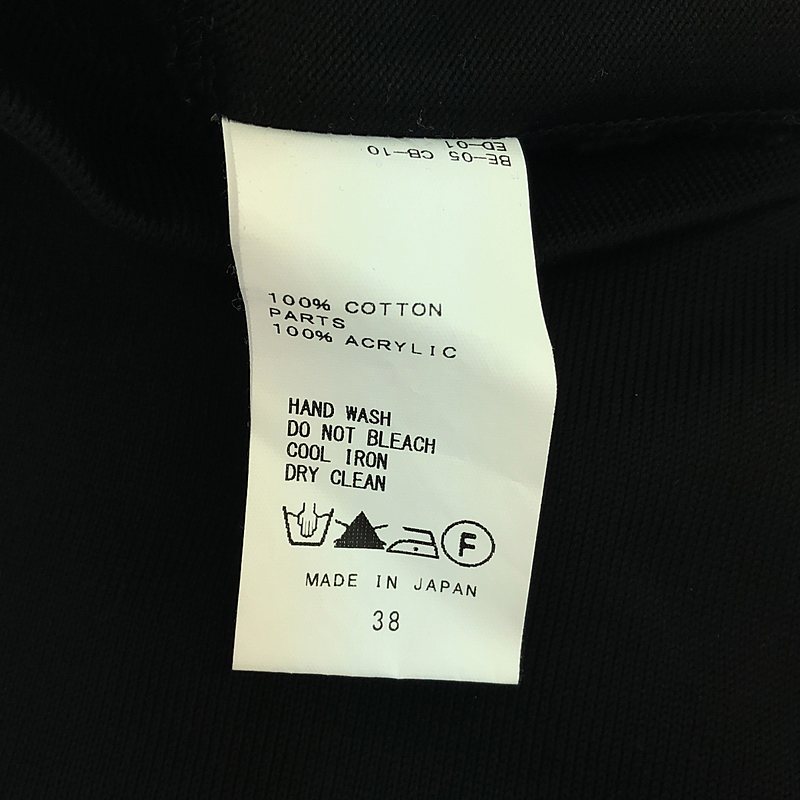 BE-05 CB-10
ED-01
100% COTTON
PARTS
100% ACRYLIC
HAND WASH
DO NOT BLEACH
COOL IRON
DRY CLEAN
F
MADE IN JAPAN
38